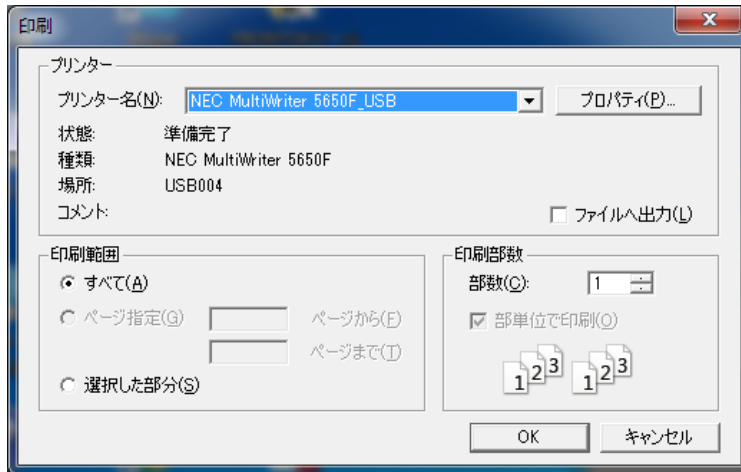 印刷
プリンター
プリンター名(N): NEC MultiWriter 5650F_USB プロパティ(P)...
状態: 準備完了
種類: NEC MultiWriter 5650F
場所: USB004
コメント: ファイルへ出力(L)
印刷範囲
すべて(A)
ページ指定(G) ページから(F)
ページまで(T)
選択した部分(S)
印刷部数
部数(C): 1
部単位で印刷(O)
1 2 3 1 2 3
OK キャンセル